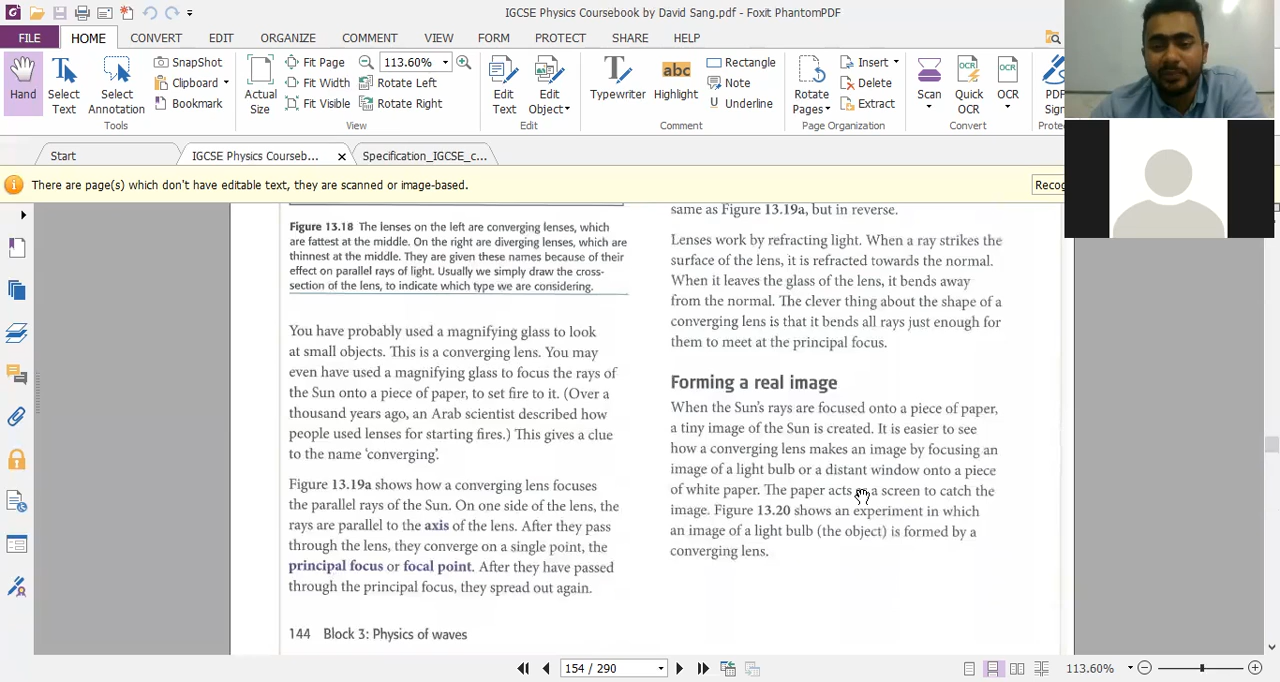 IGCSE Physics Coursebook by David Sang.pdf - Foxit PhantomPDF
FILE HOME CONVERT EDIT ORGANIZE COMMENT VIEW FORM PROTECT SHARE HELP
Hand
Select Text
Select Annotation
SnapShot
Clipboard
Bookmark
Tools
Actual Size
Fit Page
Fit Width
Fit Visible
113.60%
Rotate Left
Rotate Right
View
Edit Text
Edit Object
Edit
Typewriter
abc
Highlight
Rectangle
Note
Underline
Comment
Rotate Pages
Insert
Delete
Extract
Page Organization
Scan
Quick OCR
OCR
Convert
PDF Sign
Prote
Start IGCSE Physics Courseb... x Specification_IGCSE_c...
There are page(s) which don't have editable text, they are scanned or image-based.
Recog
Figure 13.18 The lenses on the left are converging lenses, which
are fattest at the middle. On the right are diverging lenses, which are
thinnest at the middle. They are given these names because of their
effect on parallel rays of light. Usually we simply draw the cross-
section of the lens, to indicate which type we are considering.
You have probably used a magnifying glass to look
at small objects. This is a converging lens. You may
even have used a magnifying glass to focus the rays of
the Sun onto a piece of paper, to set fire to it. (Over a
thousand years ago, an Arab scientist described how
people used lenses for starting fires.) This gives a clue
to the name ‘converging’.
Figure 13.19a shows how a converging lens focuses
the parallel rays of the Sun. On one side of the lens, the
rays are parallel to the axis of the lens. After they pass
through the lens, they converge on a single point, the
principal focus or focal point. After they have passed
through the principal focus, they spread out again.
144 Block 3: Physics of waves
same as Figure 13.19a, but in reverse.
Lenses work by refracting light. When a ray strikes the
surface of the lens, it is refracted towards the normal.
When it leaves the glass of the lens, it bends away
from the normal. The clever thing about the shape of a
converging lens is that it bends all rays just enough for
them to meet at the principal focus.
Forming a real image
When the Sun’s rays are focused onto a piece of paper,
a tiny image of the Sun is created. It is easier to see
how a converging lens makes an image by focusing an
image of a light bulb or a distant window onto a piece
of white paper. The paper acts as a screen to catch the
image. Figure 13.20 shows an experiment in which
an image of a light bulb (the object) is formed by a
converging lens.
154 / 290
113.60%